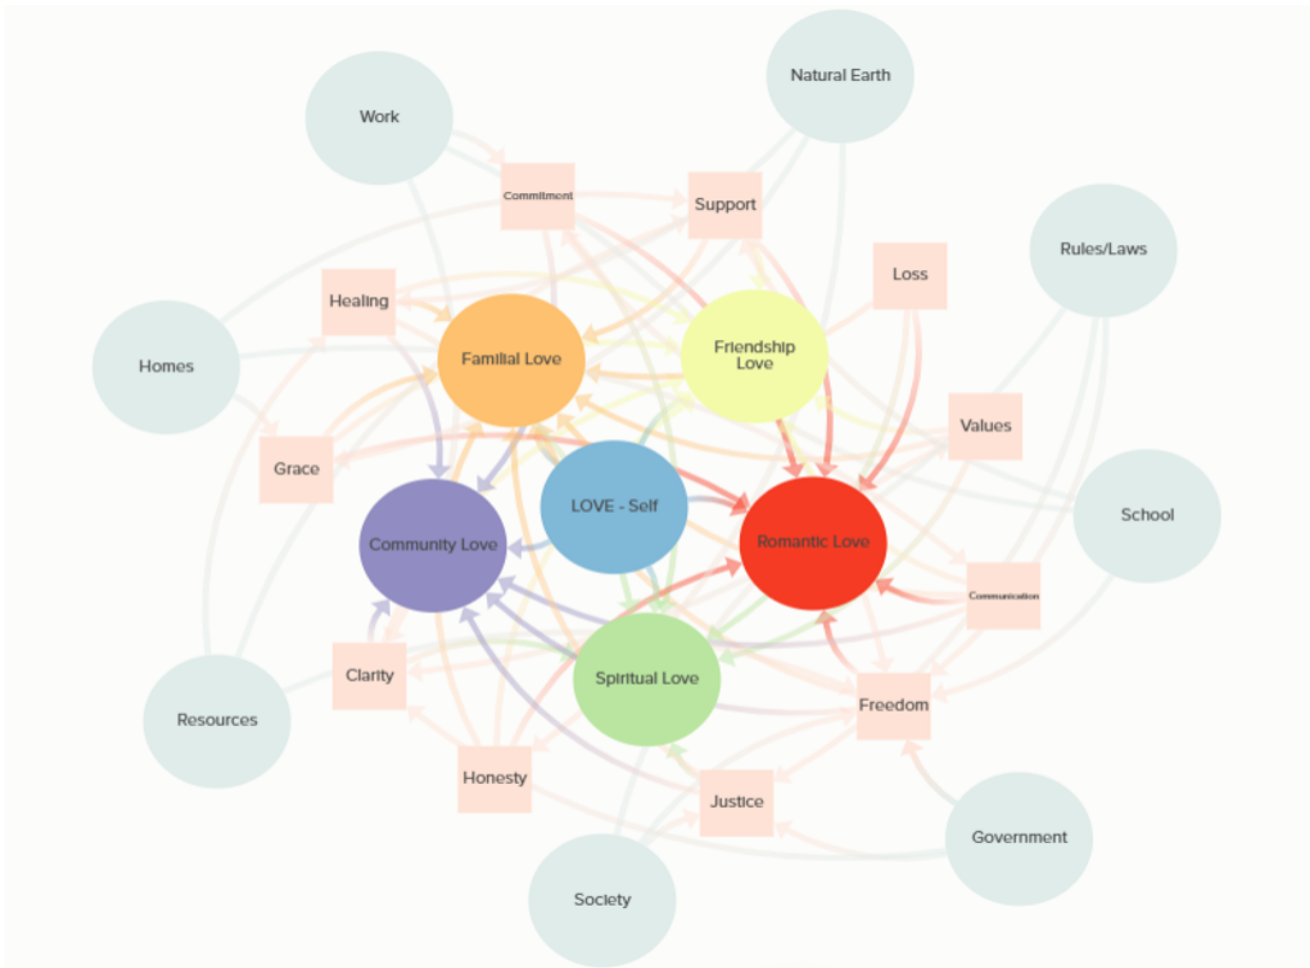 Natural Earth
Work
Commitment
Support
Rules/Laws
Loss
Healing
Familial Love
Friendship
Love
Homes
Values
Grace
LOVE - Self
School
Community Love
Romantic Love
Communication
Clarity
Spiritual Love
Freedom
Resources
Honesty
Justice
Government
Society